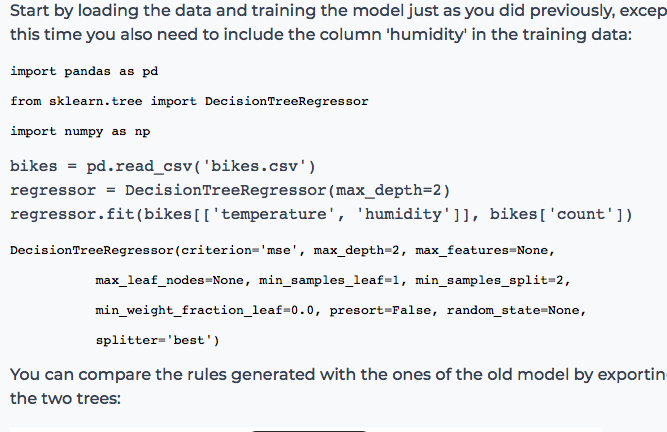 Start by loading the data and training the model just as you did previously, excep
this time you also need to include the column 'humidity' in the training data:
import pandas as pd
from sklearn.tree import DecisionTreeRegressor
import numpy as np
bikes = pd.read_csv('bikes.csv')
regressor = DecisionTreeRegressor(max_depth=2)
regressor.fit(bikes[['temperature', 'humidity']], bikes['count'])
DecisionTreeRegressor(criterion='mse', max_depth=2, max_features=None,
max_leaf_nodes=None, min_samples_leaf=1, min_samples_split=2,
min_weight_fraction_leaf=0.0, presort=False, random_state=None,
splitter='best')
You can compare the rules generated with the ones of the old model by exportin
the two trees: